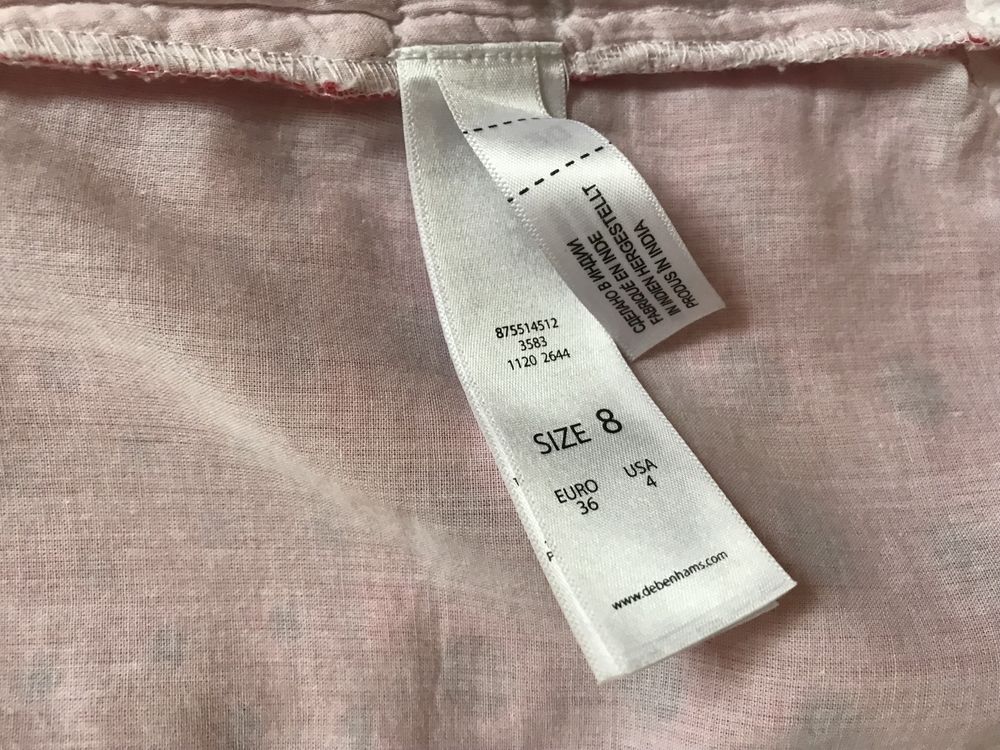 875514512
3583
1120 2644
SIZE 8
EURO
36
USA
4
www.debenhams.com
СДЕЛАНО В ИНДИИ
FABRIQUÉ EN INDE
IN INDIEN HERGESTELLT
PRODUS IN INDIA